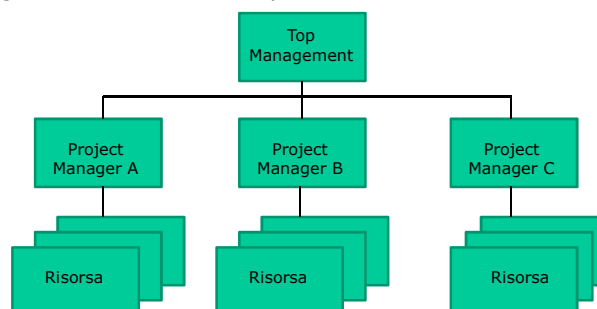 Top
Management
Project
Manager A
Project
Manager B
Project
Manager C
Risorsa
Risorsa
Risorsa